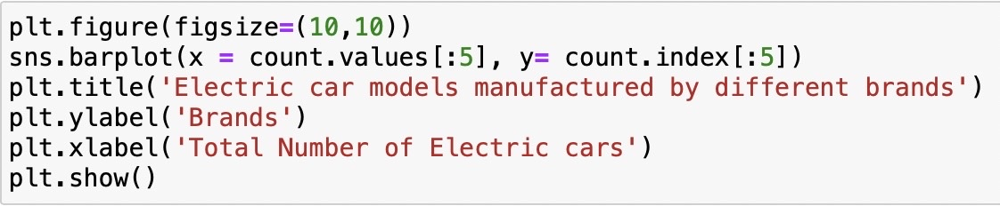 plt.figure(figsize=(10,10))
sns.barplot(x = count.values[:5], y= count.index[:5])
plt.title('Electric car models manufactured by different brands')
plt.ylabel('Brands')
plt.xlabel('Total Number of Electric cars')
plt.show()